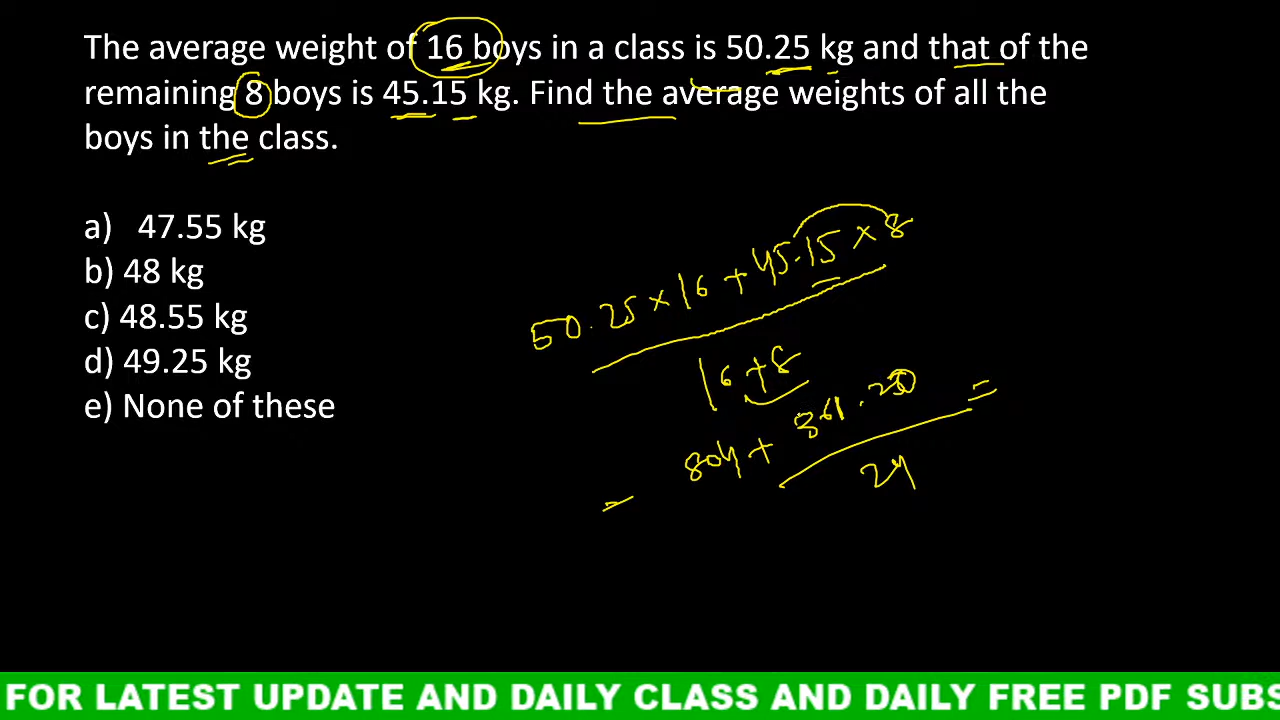 The average weight of 16 boys in a class is 50.25 kg and that of the
remaining 8 boys is 45.15 kg. Find the average weights of all the
boys in the class.
a) 47.55 kg
b) 48 kg
c) 48.55 kg
d) 49.25 kg
e) None of these
50.25 × 16 + 45.15 × 8
16 + 8
= 804 + 361.20 =
24
FOR LATEST UPDATE AND DAILY CLASS AND DAILY FREE PDF SUBS